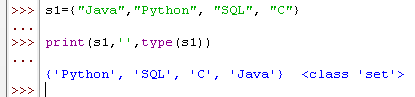 >>> s1={"Java","Python", "SQL", "C"}
...
>>> print(s1,'',type(s1))
...
{'Python', 'SQL', 'C', 'Java'}  <class 'set'>
>>>